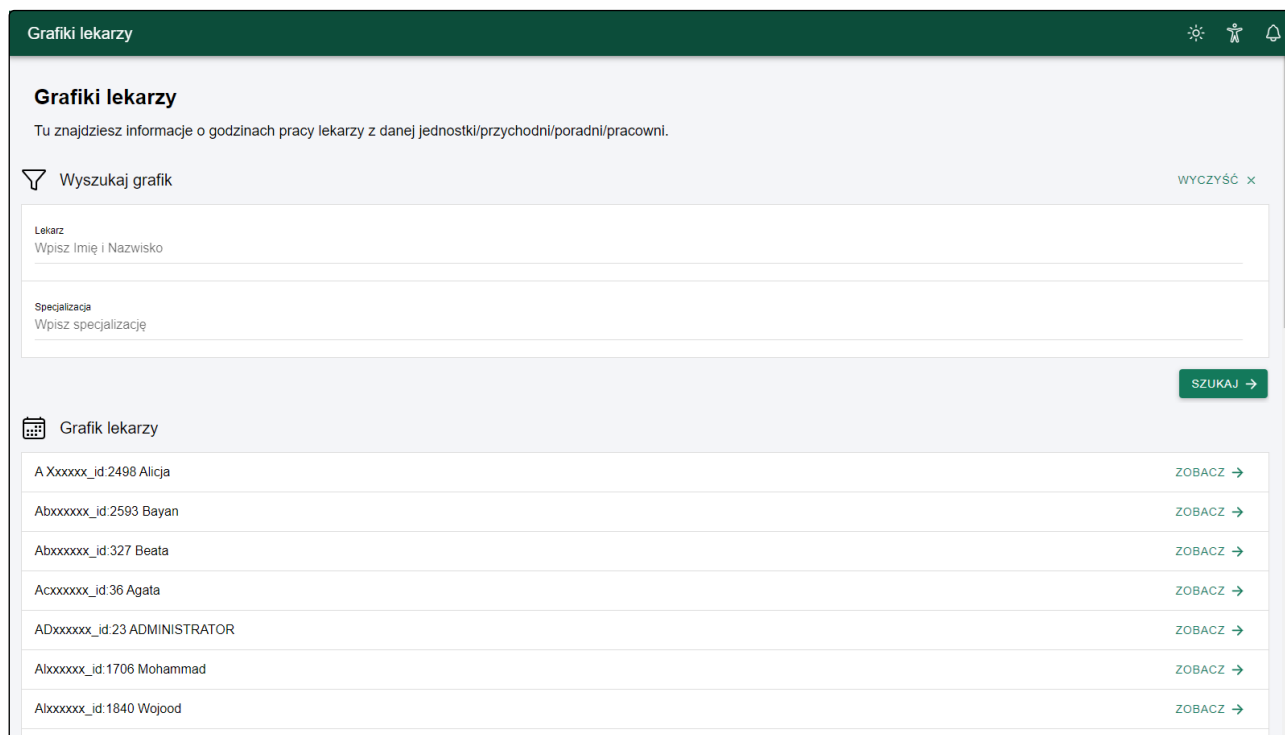 Grafiki lekarzy
Grafiki lekarzy
Tu znajdziesz informacje o godzinach pracy lekarzy z danej jednostki/przychodni/poradni/pracowni.
Wyszukaj grafik
WYCZYŚĆ ×
Lekarz
Wpisz Imię i Nazwisko
Specjalizacja
Wpisz specjalizację
SZUKAJ →
Grafik lekarzy
A Xxxxxx_id:2498 Alicja ZOBACZ →
Abxxxxxx_id:2593 Bayan ZOBACZ →
Abxxxxxx_id:327 Beata ZOBACZ →
Acxxxxxx_id:36 Agata ZOBACZ →
ADxxxxxx_id:23 ADMINISTRATOR ZOBACZ →
Alxxxxxx_id:1706 Mohammad ZOBACZ →
Alxxxxxx_id:1840 Wojood ZOBACZ →